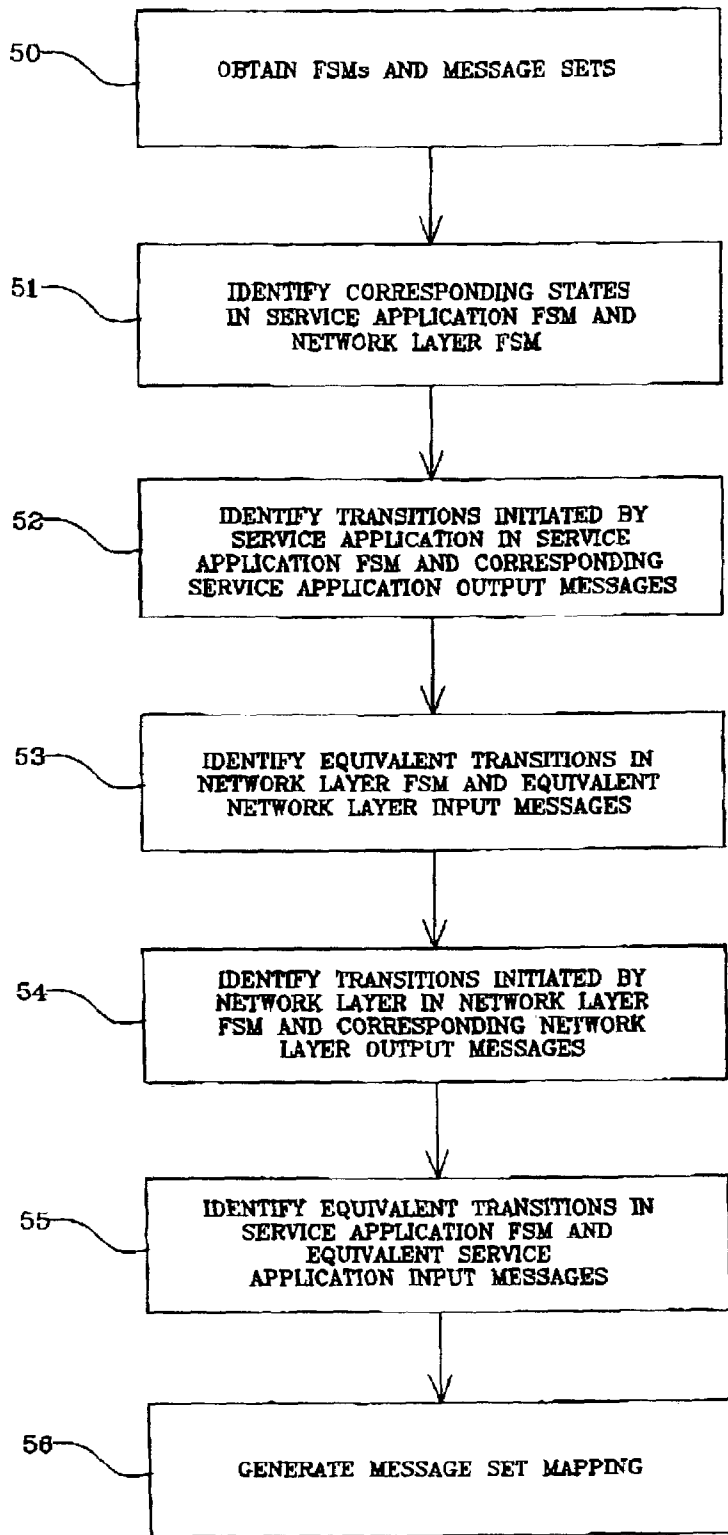 50
OBTAIN FSMs AND MESSAGE SETS
51
IDENTIFY CORRESPONDING STATES
IN SERVICE APPLICATION FSM AND
NETWORK LAYER FSM
52
IDENTIFY TRANSITIONS INITIATED BY
SERVICE APPLICATION IN SERVICE
APPLICATION FSM AND CORRESPONDING
SERVICE APPLICATION OUTPUT MESSAGES
53
IDENTIFY EQUIVALENT TRANSITIONS IN
NETWORK LAYER FSM AND EQUIVALENT
NETWORK LAYER INPUT MESSAGES
54
IDENTIFY TRANSITIONS INITIATED BY
NETWORK LAYER IN NETWORK LAYER
FSM AND CORRESPONDING NETWORK
LAYER OUTPUT MESSAGES
55
IDENTIFY EQUIVALENT TRANSITIONS IN
SERVICE APPLICATION FSM AND
EQUIVALENT SERVICE
APPLICATION INPUT MESSAGES
56
GENERATE MESSAGE SET MAPPING